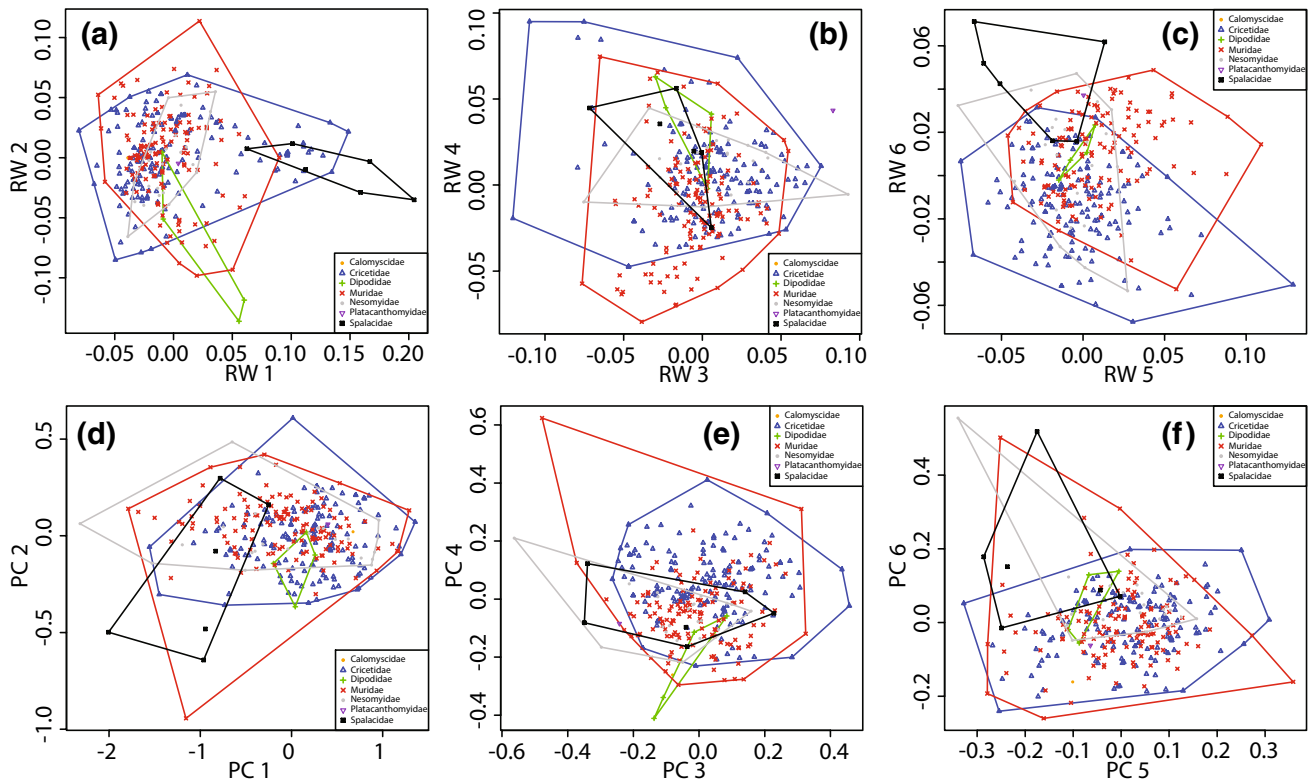 (a)
RW 2
0.10
0.05
0.00
-0.05
-0.10
-0.05 0.00 0.05 0.10 0.15 0.20
RW 1
Calomyscidae
Cricetidae
Dipodidae
Muridae
Nesomyidae
Platacanthomyidae
Spalacidae
(b)
RW 4
0.10
0.05
0.00
-0.05
-0.10 -0.05 0.00 0.05 0.10
RW 3
Calomyscidae
Cricetidae
Dipodidae
Muridae
Nesomyidae
Platacanthomyidae
Spalacidae
(c)
RW 6
0.06
0.02
-0.02
-0.06
-0.05 0.00 0.05 0.10
RW 5
Calomyscidae
Cricetidae
Dipodidae
Muridae
Nesomyidae
Platacanthomyidae
Spalacidae
(d)
PC 2
0.5
0.0
-0.5
-1.0
-2 -1 0 1
PC 1
Calomyscidae
Cricetidae
Dipodidae
Muridae
Nesomyidae
Platacanthomyidae
Spalacidae
(e)
PC 4
0.6
0.4
0.2
0.0
-0.2
-0.4
-0.6 -0.4 -0.2 0.0 0.2 0.4
PC 3
Calomyscidae
Cricetidae
Dipodidae
Muridae
Nesomyidae
Platacanthomyidae
Spalacidae
(f)
PC 6
0.4
0.2
0.0
-0.2
-0.3 -0.1 0.0 0.1 0.2 0.3
PC 5
Calomyscidae
Cricetidae
Dipodidae
Muridae
Nesomyidae
Platacanthomyidae
Spalacidae